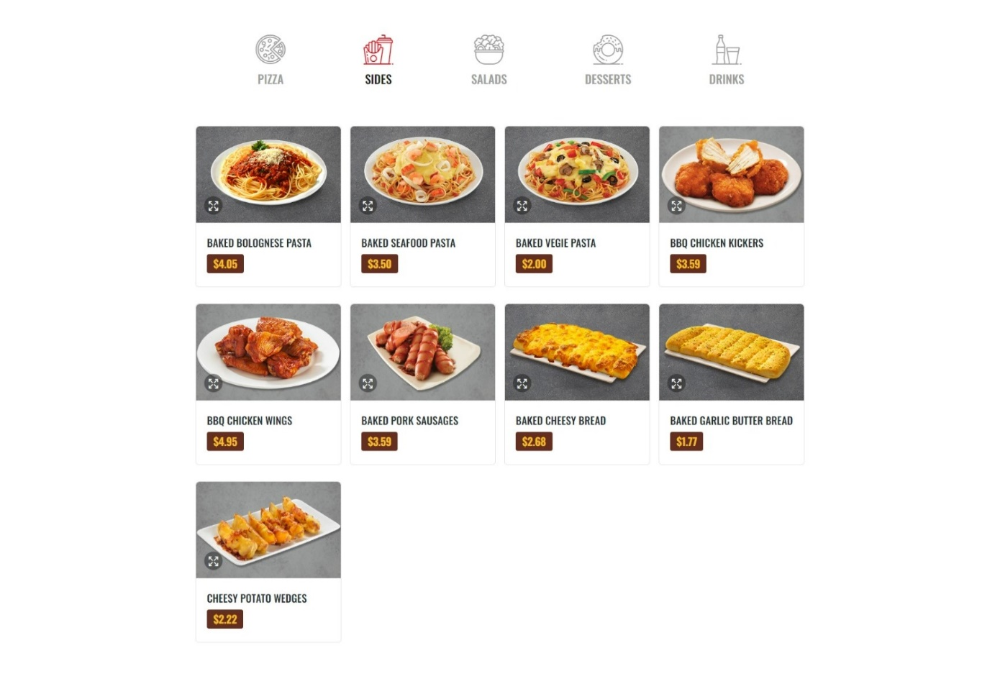 PIZZA
SIDES
SALADS
DESSERTS
DRINKS
BAKED BOLOGNESE PASTA
$4.05
BAKED SEAFOOD PASTA
$3.50
BAKED VEGIE PASTA
$2.00
BBQ CHICKEN KICKERS
$3.59
BBQ CHICKEN WINGS
$4.95
BAKED PORK SAUSAGES
$3.59
BAKED CHEESY BREAD
$2.68
BAKED GARLIC BUTTER BREAD
$1.77
CHEESY POTATO WEDGES
$2.22